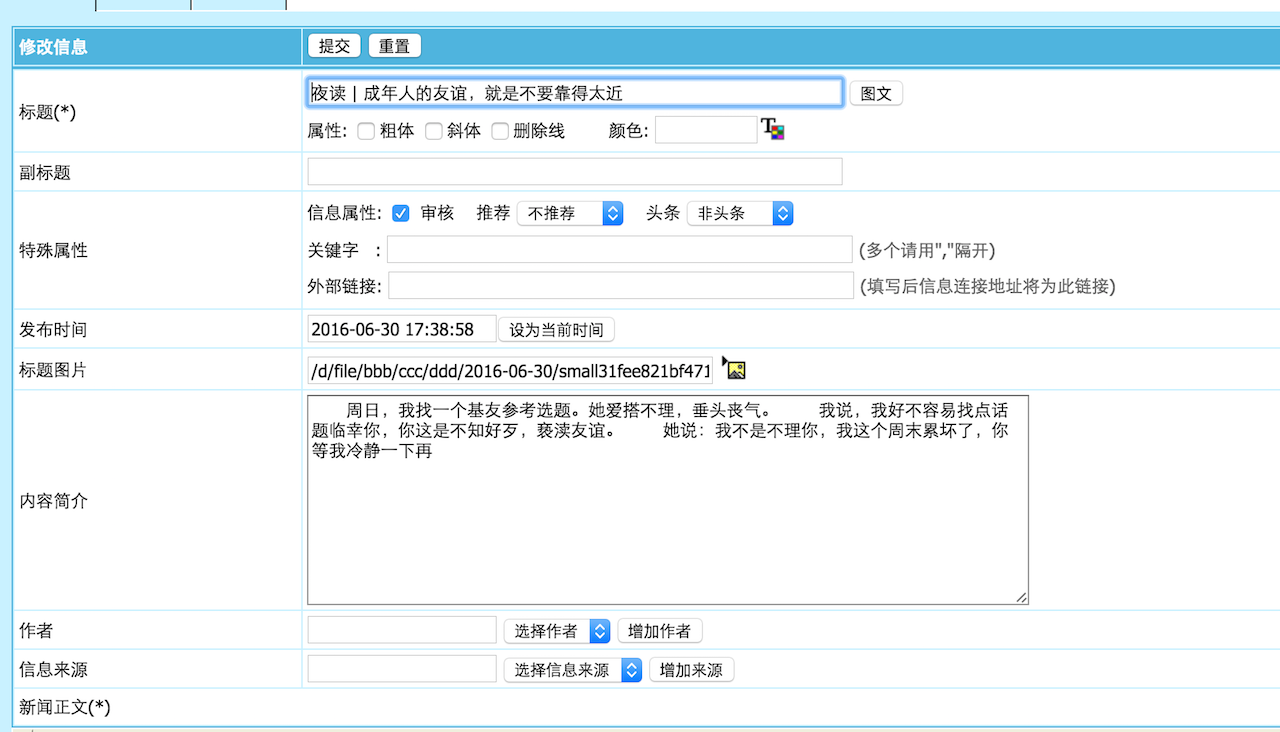 修改信息 提交 重置
标题(*)
夜读 | 成年人的友谊，就是不要靠得太近 图文
属性: 粗体 斜体 删除线 颜色:
副标题
特殊属性
信息属性: 审核 推荐 不推荐 头条 非头条
关键字 : (多个请用","隔开)
外部链接: (填写后信息连接地址将为此链接)
发布时间 2016-06-30 17:38:58 设为当前时间
标题图片 /d/file/bbb/ccc/ddd/2016-06-30/small31fee821bf471
内容简介
周日，我找一个基友参考选题。她爱搭不理，垂头丧气。 我说，我好不容易找点话
题临幸你，你这是不知好歹，亵渎友谊。 她说：我不是不理你，我这个周末累坏了，你
等我冷静一下再
作者 选择作者 增加作者
信息来源 选择信息来源 增加来源
新闻正文(*)